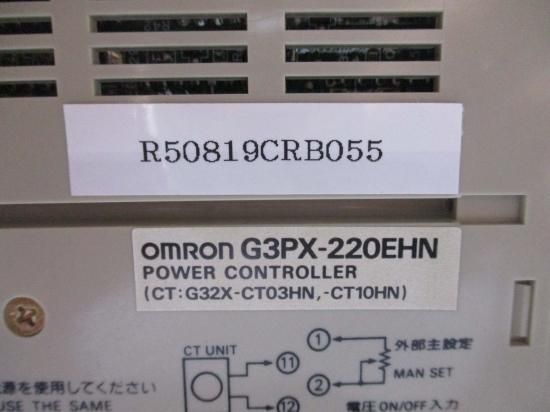 R50819CRB055
omron G3PX-220EHN
POWER CONTROLLER
(CT:G32X-CT03HN,-CT10HN)
CT UNIT
⑪
⑫
①
②
外部主設定
MAN SET
源を使用してください
USE THE SAME
電圧ON/OFF入力